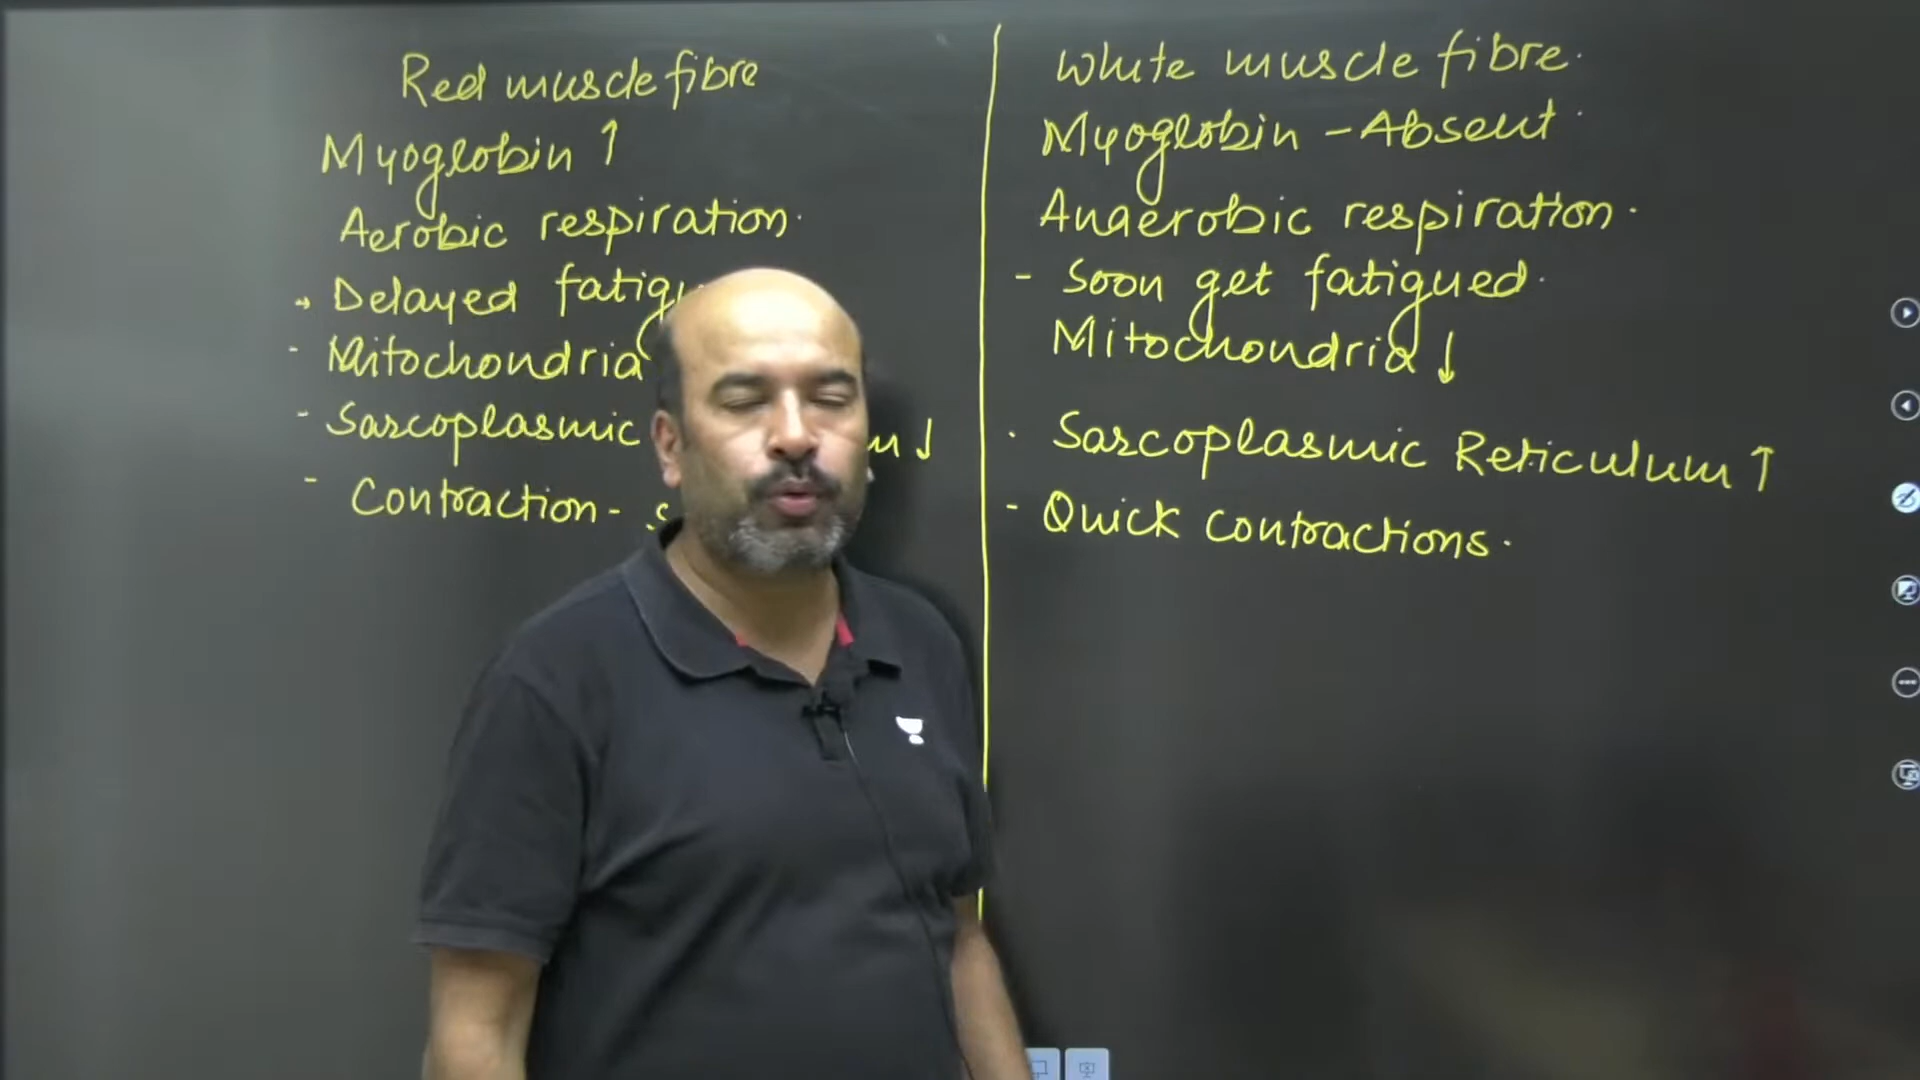 Red muscle fibre
Myoglobin ↑
Aerobic respiration.
→ Delayed
- Mitochondria
- Sarcoplasmic ↓
- Contraction -
White muscle fibre.
Myoglobin - Absent
Anaerobic respiration.
- Soon get fatigued.
Mitochondria ↓
. Sarcoplasmic Reticulum ↑
- Quick contractions.